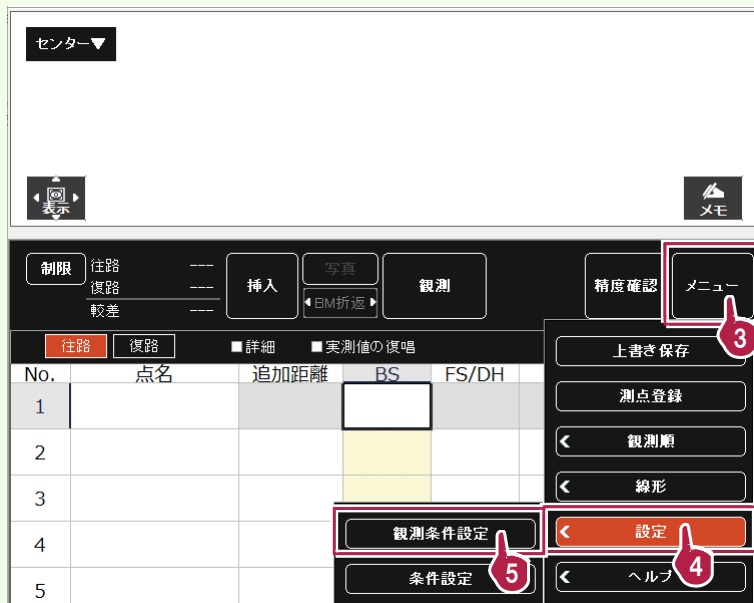 センター▼
表示
メモ
制限 往路 ---
復路 ---
較差 ---
挿入
写真
BM折返
観測
精度確認
メニュー
3
往路 復路 ■詳細 ■実測値の復唱
上書き保存
No. 点名 追加距離 BS FS/DH
1
測点登録
2
観測順
3
線形
4
観測条件設定
設定
4
5
条件設定
5
ヘルプ